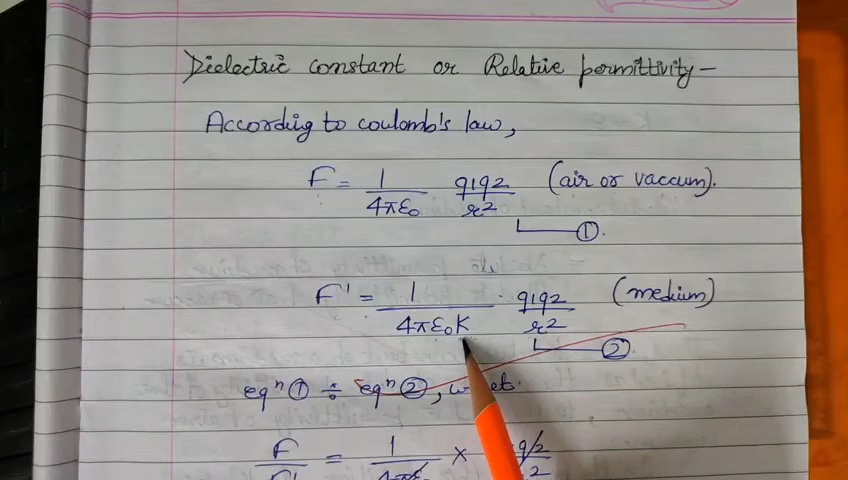 Dielectric constant or Relative permittivity-
According to coulomb's law,
F = 1/4πε₀ q1q2/r² (air or vaccum).
①.
F' = 1/4πε₀K · q1q2/r² (medium)
②.
eqⁿ ① ÷ eqⁿ ②, we get.
F/F' = 1/4πε₀ ×